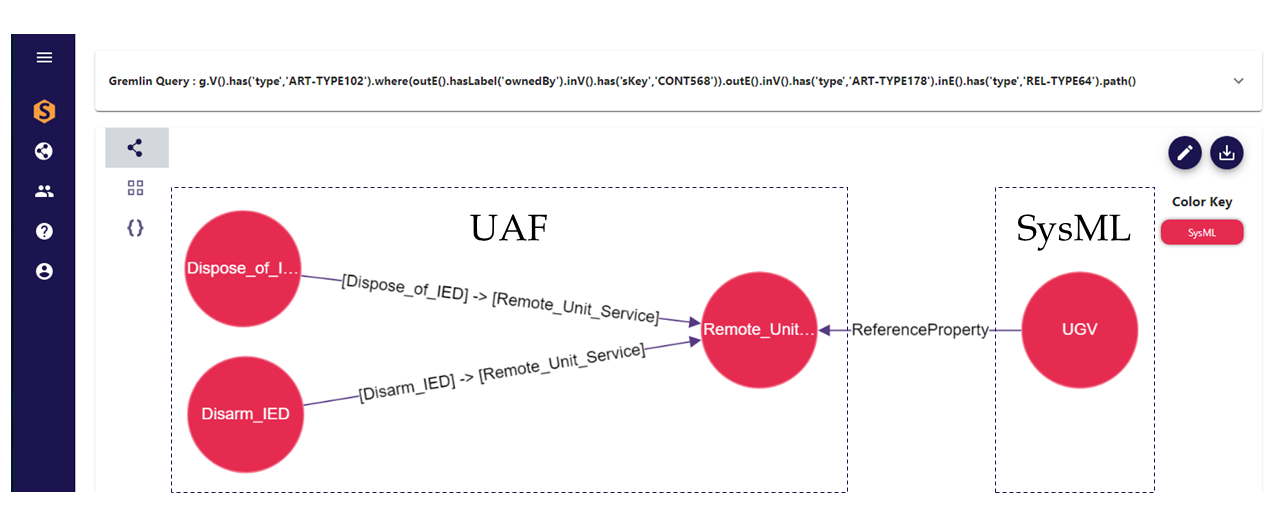 Gremlin Query : g.V().has('type','ART-TYPE102').where(outE().hasLabel('ownedBy').inV().has('sKey','CONT568')).outE().inV().has('type','ART-TYPE178').inE().has('type','REL-TYPE64').path()
S
{}
UAF
SysML
Color Key
SysML
Dispose_of_I...
[Dispose_of_IED] -> [Remote_Unit_Service]
Remote_Unit...
ReferenceProperty
UGV
[Disarm_IED] -> [Remote_Unit_Service]
Disarm_IED